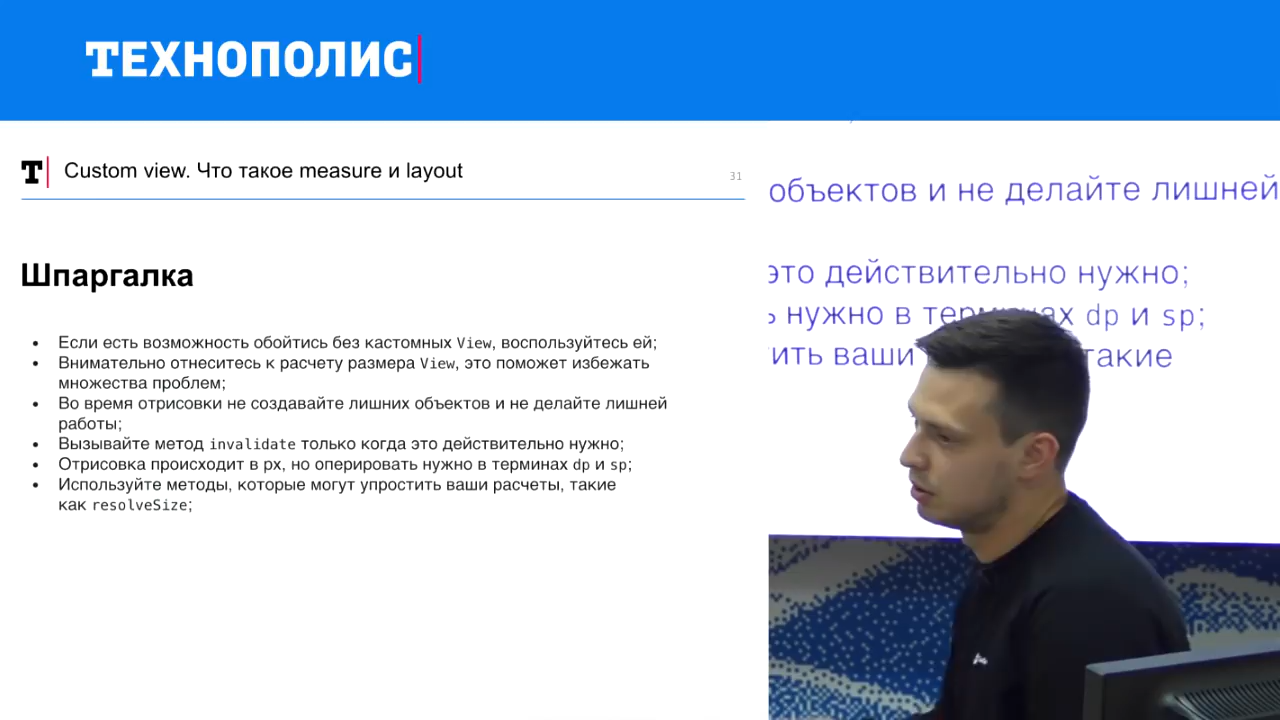 ТЕХНОПОЛИС
Т Custom view. Что такое measure и layout
31
Шпаргалка
• Если есть возможность обойтись без кастомных View, воспользуйтесь ей;
• Внимательно отнеситесь к расчету размера View, это поможет избежать
множества проблем;
• Во время отрисовки не создавайте лишних объектов и не делайте лишней
работы;
• Вызывайте метод invalidate только когда это действительно нужно;
• Отрисовка происходит в px, но оперировать нужно в терминах dp и sp;
• Используйте методы, которые могут упростить ваши расчеты, такие
как resolveSize;
объектов и не делайте лишней
это действительно нужно;
нужно в терминах dp и sp;
ить ваши такие